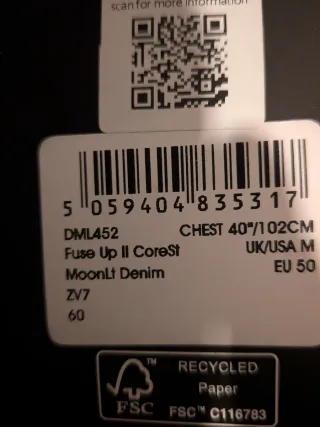 scan for more information
5 059404 835317
DML452 CHEST 40"/102CM
Fuse Up II CoreSt UK/USA M
MoonLt Denim EU 50
ZV7
60
FSC™
RECYCLED
Paper
FSC™ C116783